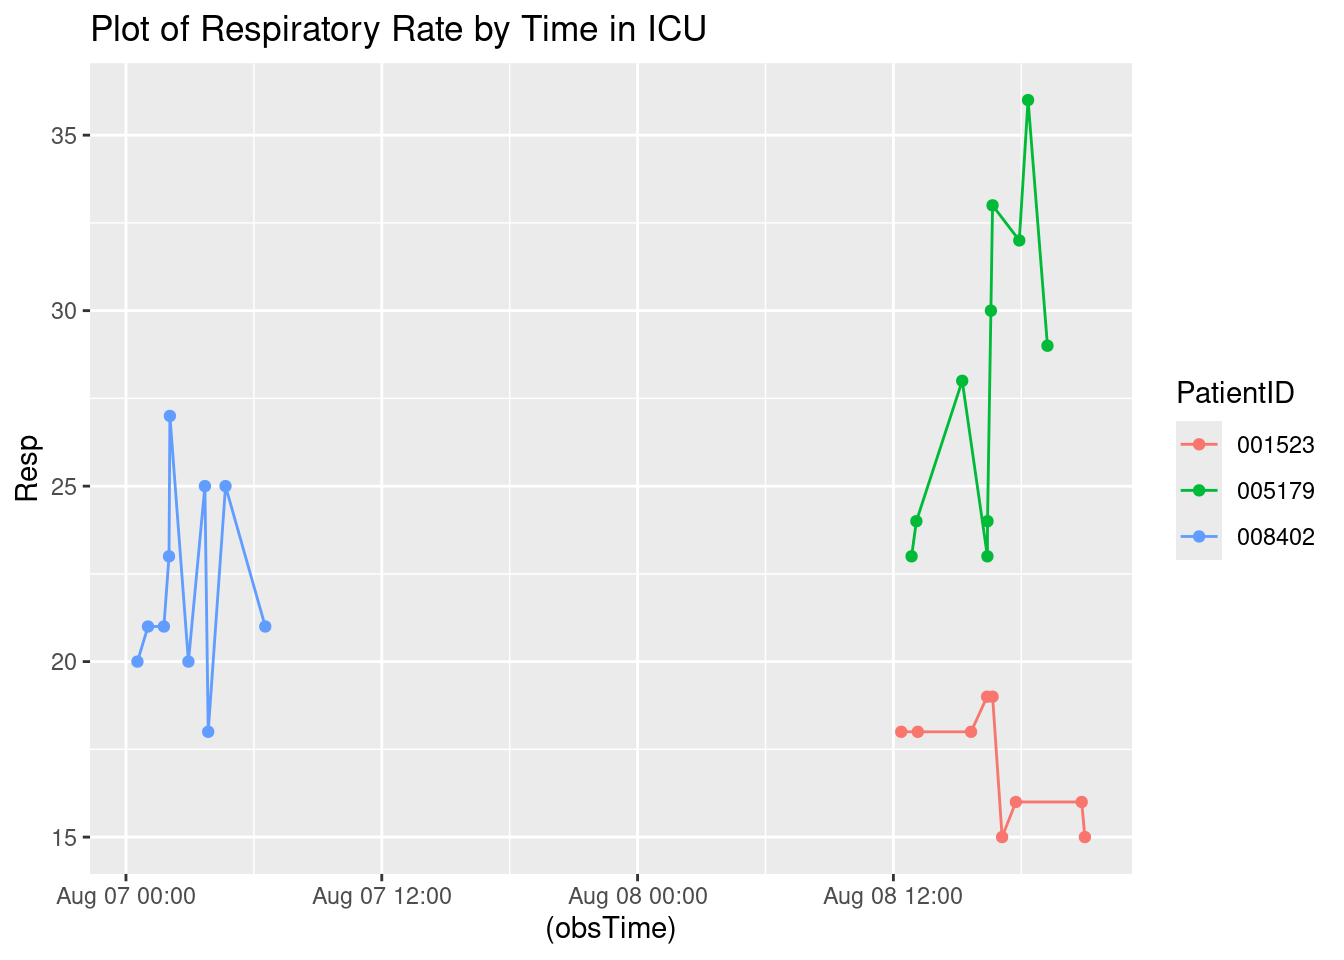 Plot of Respiratory Rate by Time in ICU
35
30
25
20
15
Resp
Aug 07 00:00
Aug 07 12:00
Aug 08 00:00
Aug 08 12:00
(obsTime)
PatientID
001523
005179
008402